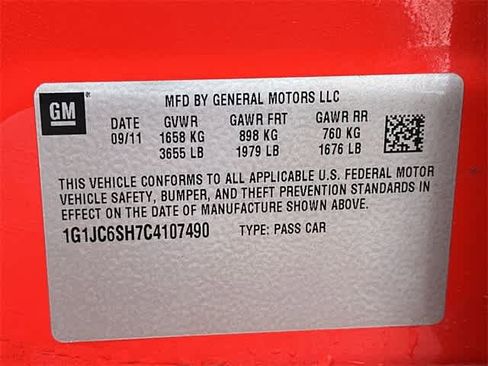 GM
MFD BY GENERAL MOTORS LLC
DATE GVWR GAWR FRT GAWR RR
09/11 1658 KG 898 KG 760 KG
3655 LB 1979 LB 1676 LB
THIS VEHICLE CONFORMS TO ALL APPLICABLE U.S. FEDERAL MOTOR
VEHICLE SAFETY, BUMPER, AND THEFT PREVENTION STANDARDS IN
EFFECT ON THE DATE OF MANUFACTURE SHOWN ABOVE.
1G1JC6SH7C4107490 TYPE: PASS CAR